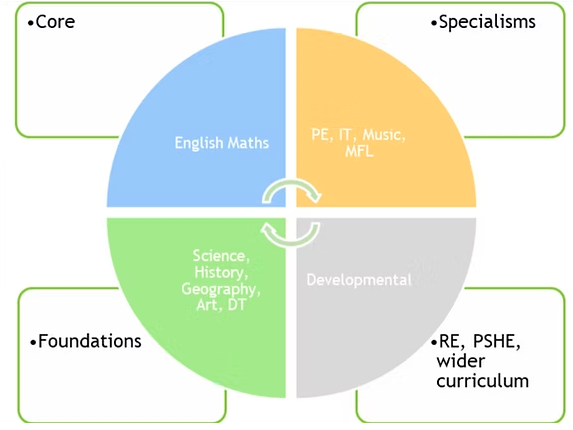 •Core
•Specialisms
English Maths
PE, IT, Music,
MFL
Science,
History,
Geography,
Art, DT
Developmental
•Foundations
•RE, PSHE,
wider
curriculum